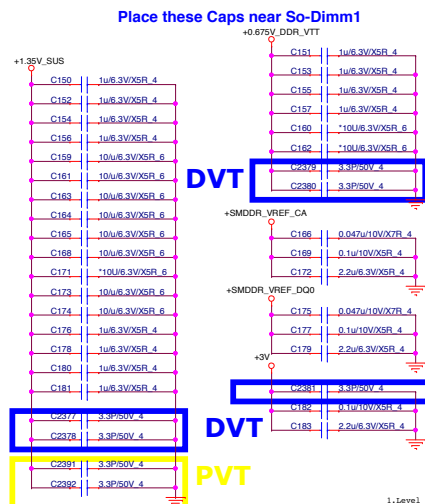 Place these Caps near So-Dimm1
+1.35V_SUS
C150 1u/6.3V/X5R_4
C152 1u/6.3V/X5R_4
C154 1u/6.3V/X5R_4
C156 1u/6.3V/X5R_4
C159 10/u/6.3V/X5R_6
C161 10/u/6.3V/X5R_6
C163 10/u/6.3V/X5R_6
C164 10/u/6.3V/X5R_6
C165 10/u/6.3V/X5R_6
C168 10/u/6.3V/X5R_6
C171 *10U/6.3V/X5R_6
C173 10/u/6.3V/X5R_6
C174 10/u/6.3V/X5R_6
C176 1u/6.3V/X5R_4
C178 1u/6.3V/X5R_4
C180 1u/6.3V/X5R_4
C181 1u/6.3V/X5R_4
C2377 3.3P/50V_4
C2378 3.3P/50V_4
DVT
C2391 3.3P/50V_4
C2392 3.3P/50V_4
PVT
+0.675V_DDR_VTT
C151 1u/6.3V/X5R_4
C153 1u/6.3V/X5R_4
C155 1u/6.3V/X5R_4
C157 1u/6.3V/X5R_4
C160 *10U/6.3V/X5R_6
C162 *10U/6.3V/X5R_6
DVT
C2379 3.3P/50V_4
C2380 3.3P/50V_4
+SMDDR_VREF_CA
C166 0.047u/10V/X7R_4
C169 0.1u/10V/X5R_4
C172 2.2u/6.3V/X5R_4
+SMDDR_VREF_DQ0
C175 0.047u/10V/X7R_4
C177 0.1u/10V/X5R_4
C179 2.2u/6.3V/X5R_4
+3V
C2381 3.3P/50V_4
C182 0.1u/10V/X5R_4
C183 2.2u/6.3V/X5R_4
1.Level